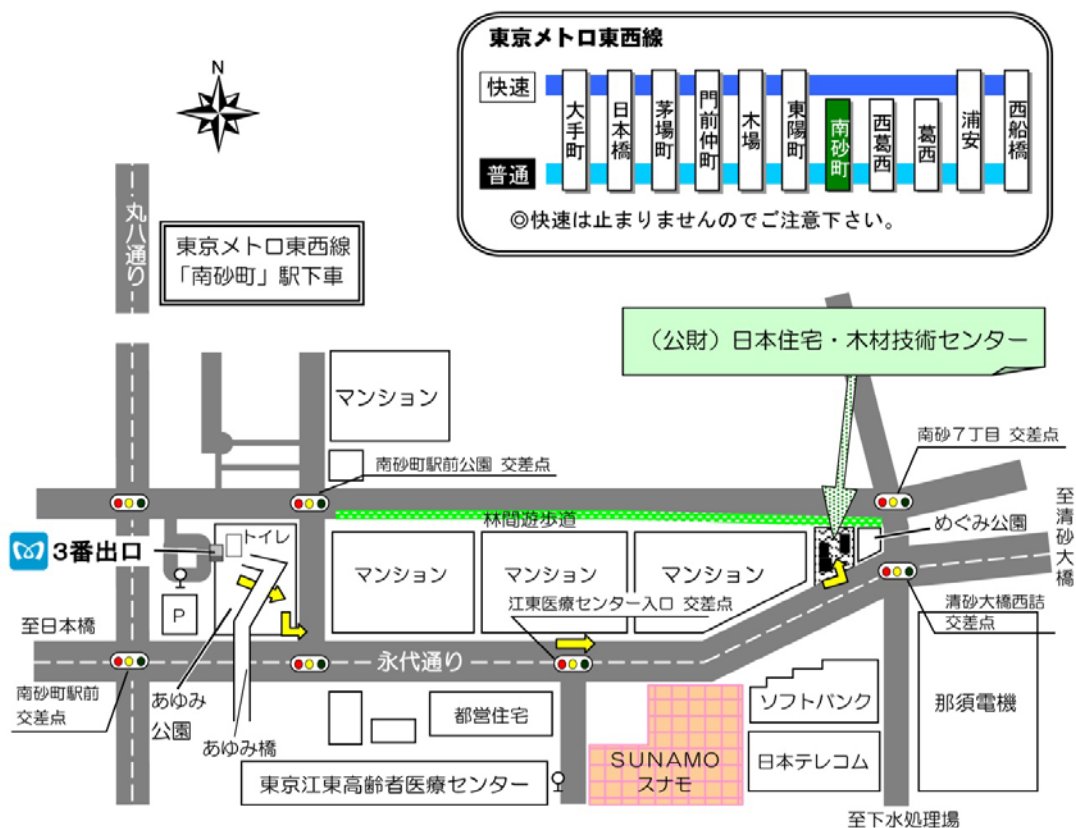 東京メトロ東西線
快速
大手町
日本橋
茅場町
門前仲町
木場
東陽町
南砂町
西葛西
葛西
浦安
西船橋
普通
◎快速は止まりませんのでご注意下さい。
N
丸八通り
東京メトロ東西線
「南砂町」駅下車
(公財)日本住宅・木材技術センター
マンション
南砂町駅前公園 交差点
南砂7丁目 交差点
至清砂大橋
林間遊歩道
めぐみ公園
3番出口
トイレ
マンション
マンション
マンション
江東医療センター入口 交差点
清砂大橋西詰
交差点
P
至日本橋
永代通り
南砂町駅前
交差点
あゆみ
公園
あゆみ橋
都営住宅
ソフトバンク
那須電機
SUNAMO
スナモ
日本テレコム
東京江東高齢者医療センター
至下水処理場